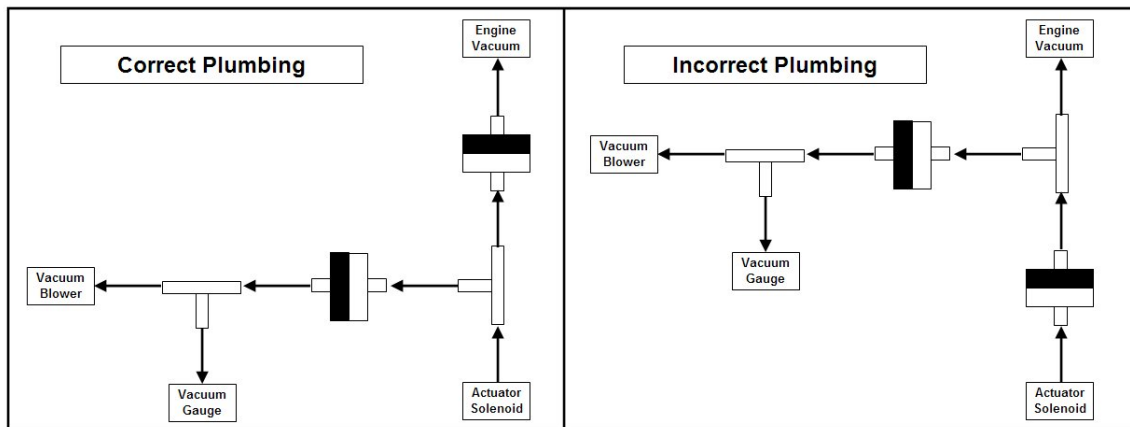 Correct Plumbing
Engine
Vacuum
Vacuum
Blower
Vacuum
Gauge
Actuator
Solenoid
Incorrect Plumbing
Engine
Vacuum
Vacuum
Blower
Vacuum
Gauge
Actuator
Solenoid